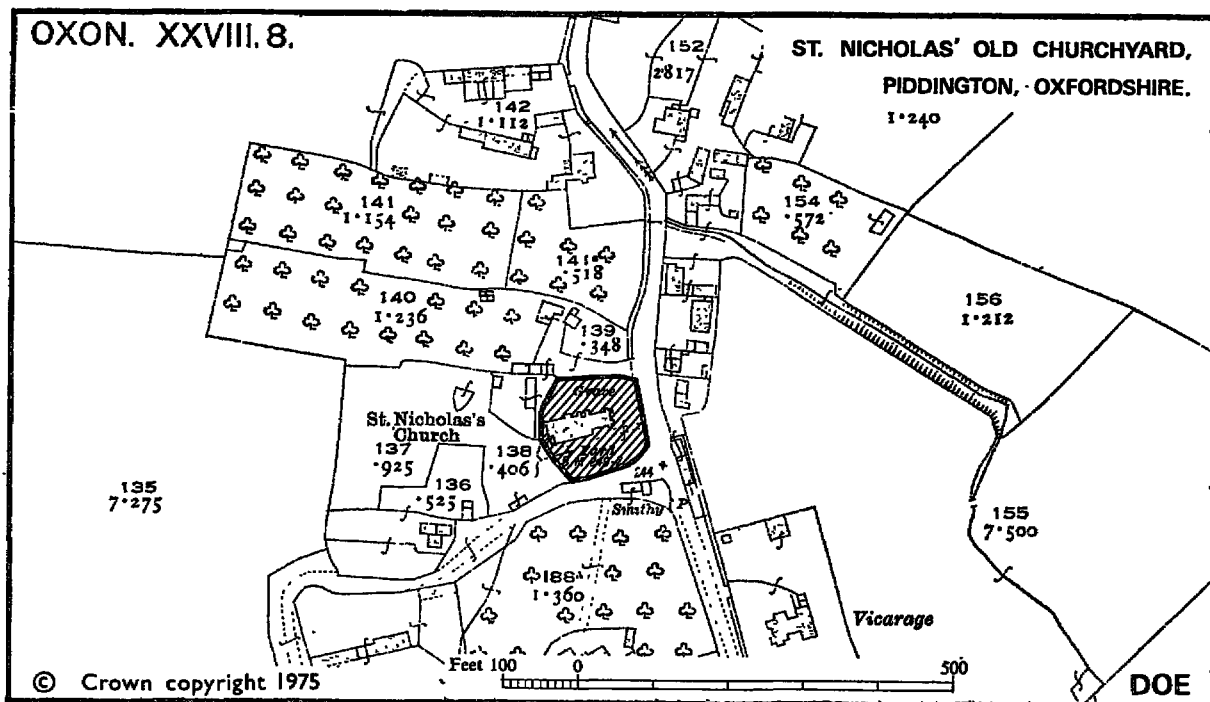 OXON. XXVIII. 8.
ST. NICHOLAS' OLD CHURCHYARD,
PIDDINGTON, OXFORDSHIRE.
152
2·817
1·240
142
1·112
141
1·154
154
·572
141a
·518
140
1·236
156
1·212
139
·348
Grave
Yard
St. Nicholas's
Church
137
·925
138
·406
136
·525
244
Smithy
P
135
7·275
155
7·500
188
1·360
Vicarage
Feet 100 0 500
© Crown copyright 1975
DOE